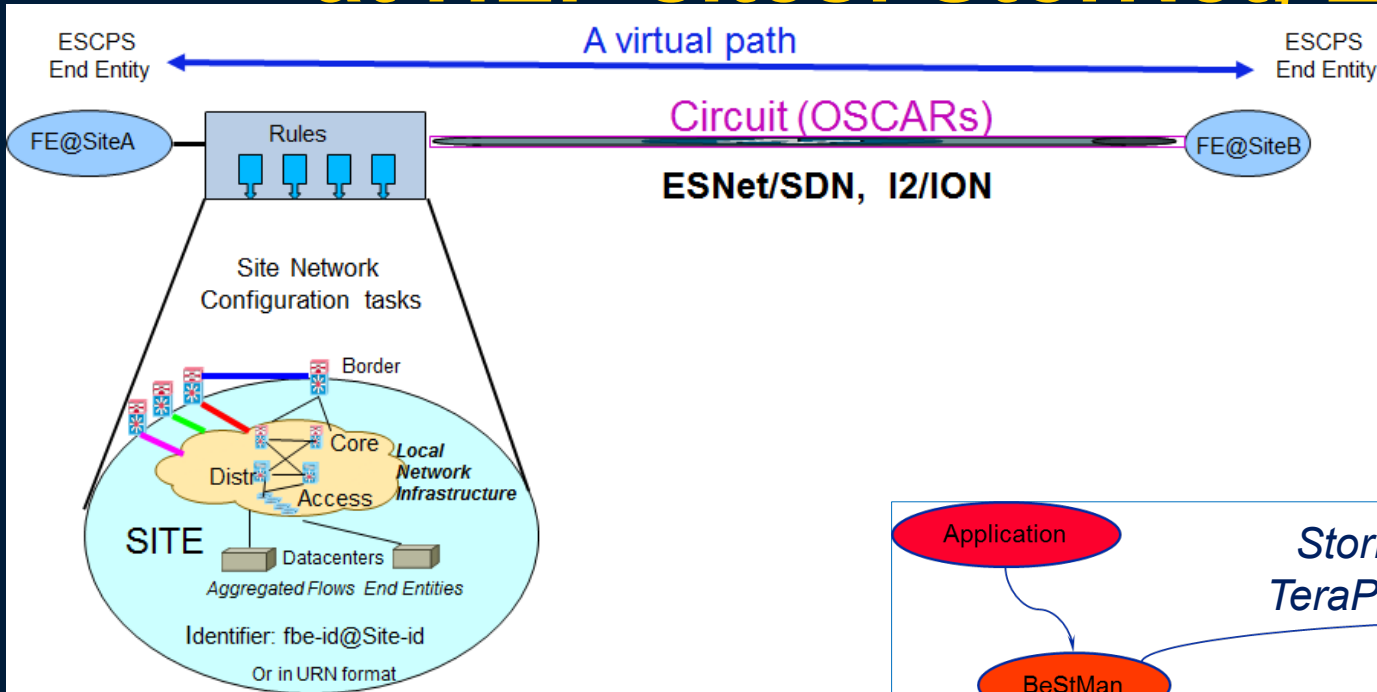 ESCPS
End Entity
A virtual path
ESCPS
End Entity
FE@SiteA
Rules
Circuit (OSCARs)
FE@SiteB
ESNet/SDN, I2/ION
Site Network
Configuration tasks
Border
Core
Local
Network
Infrastructure
Distr
Access
SITE
Datacenters
Aggregated Flows End Entities
Identifier: fbe-id@Site-id
Or in URN format
Application
BeStMan